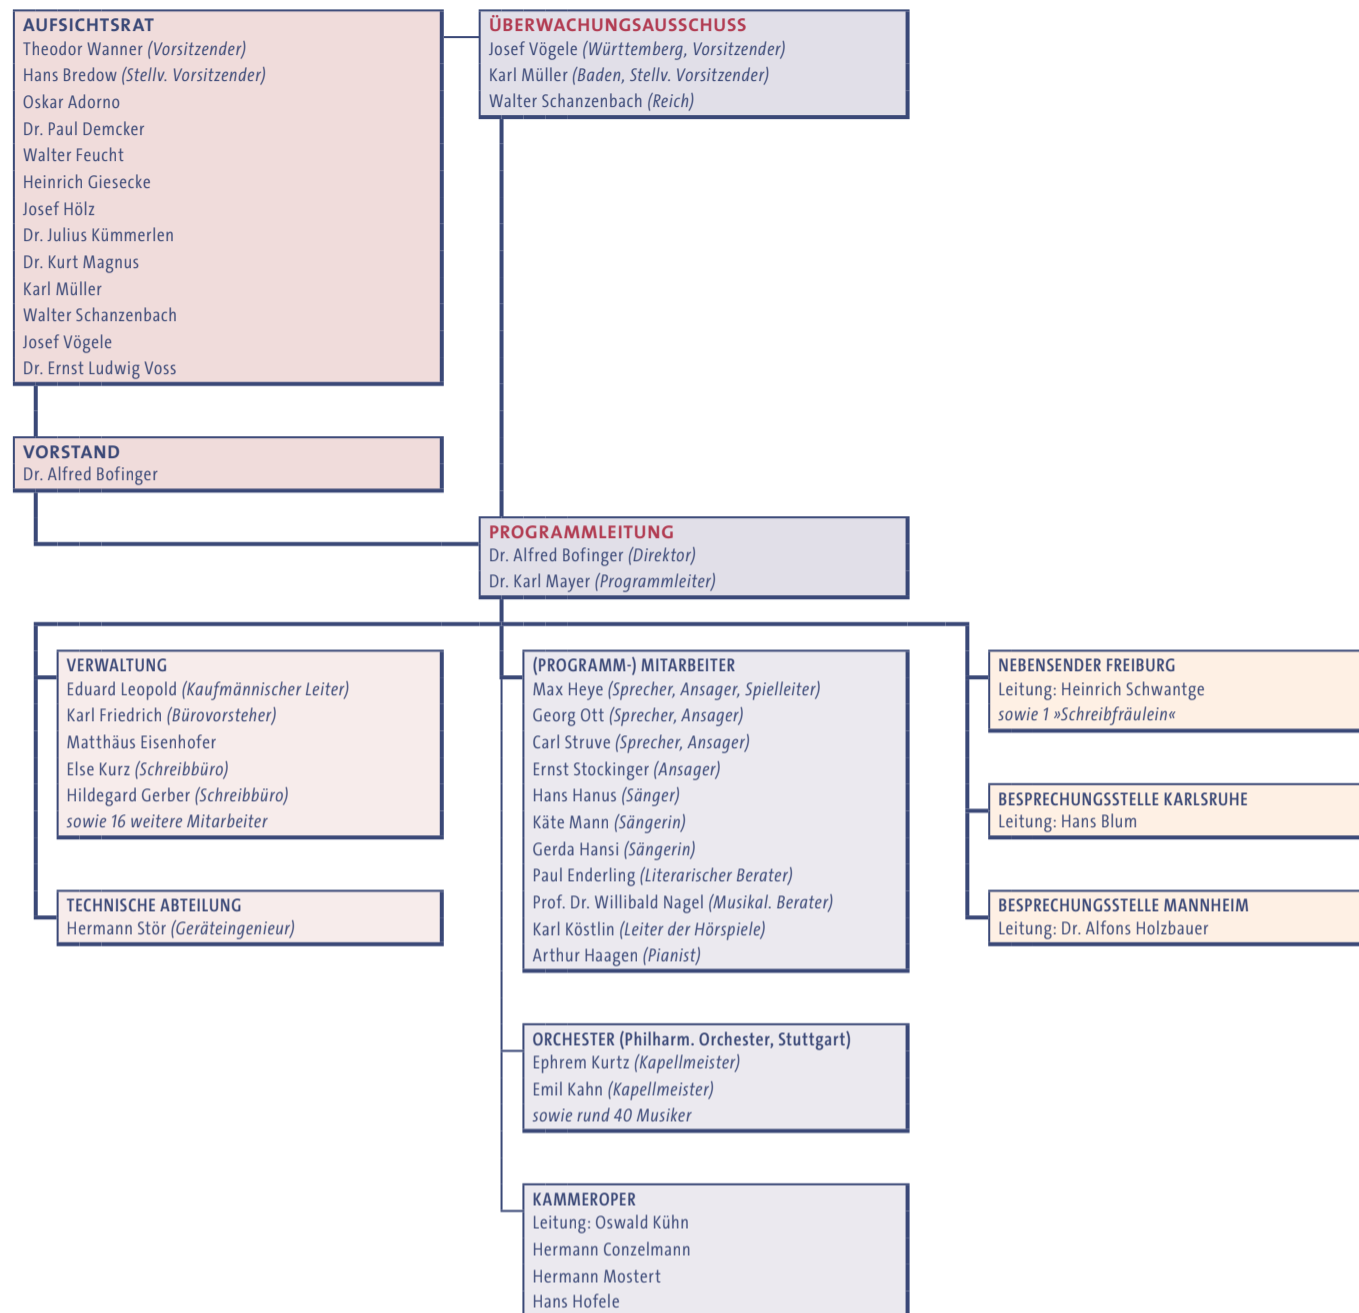 AUFSICHTSRAT
Theodor Wanner (Vorsitzender)
Hans Bredow (Stellv. Vorsitzender)
Oskar Adorno
Dr. Paul Demcker
Walter Feucht
Heinrich Giesecke
Josef Hölz
Dr. Julius Kümmerlen
Dr. Kurt Magnus
Karl Müller
Walter Schanzenbach
Josef Vögele
Dr. Ernst Ludwig Voss
ÜBERWACHUNGSAUSSCHUSS
Josef Vögele (Württemberg, Vorsitzender)
Karl Müller (Baden, Stellv. Vorsitzender)
Walter Schanzenbach (Reich)
VORSTAND
Dr. Alfred Bofinger
PROGRAMMLEITUNG
Dr. Alfred Bofinger (Direktor)
Dr. Karl Mayer (Programmleiter)
VERWALTUNG
Eduard Leopold (Kaufmännischer Leiter)
Karl Friedrich (Bürovorsteher)
Matthäus Eisenhofer
Else Kurz (Schreibbüro)
Hildegard Gerber (Schreibbüro)
sowie 16 weitere Mitarbeiter
TECHNISCHE ABTEILUNG
Hermann Stör (Geräteingenieur)
(PROGRAMM-) MITARBEITER
Max Heye (Sprecher, Ansager, Spielleiter)
Georg Ott (Sprecher, Ansager)
Carl Struve (Sprecher, Ansager)
Ernst Stockinger (Ansager)
Hans Hanus (Sänger)
Käte Mann (Sängerin)
Gerda Hansi (Sängerin)
Paul Enderling (Literarischer Berater)
Prof. Dr. Willibald Nagel (Musikal. Berater)
Karl Köstlin (Leiter der Hörspiele)
Arthur Haagen (Pianist)
ORCHESTER (Philharm. Orchester, Stuttgart)
Ephrem Kurtz (Kapellmeister)
Emil Kahn (Kapellmeister)
sowie rund 40 Musiker
KAMMEROPER
Leitung: Oswald Kühn
Hermann Conzelmann
Hermann Mostert
Hans Hofele
NEBENSENDER FREIBURG
Leitung: Heinrich Schwantge
sowie 1 »Schreibfräulein«
BESPRECHUNGSSTELLE KARLSRUHE
Leitung: Hans Blum
BESPRECHUNGSSTELLE MANNHEIM
Leitung: Dr. Alfons Holzbauer